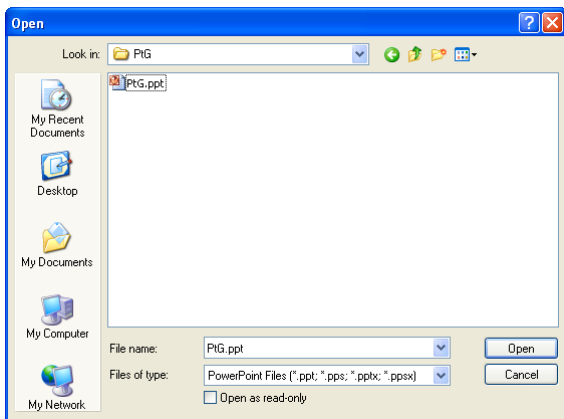 Open
Look in: PtG
PtG.ppt
My Recent
Documents
Desktop
My Documents
My Computer
My Network
File name: PtG.ppt Open
Files of type: PowerPoint Files (*.ppt; *.pps; *.pptx; *.ppsx) Cancel
Open as read-only